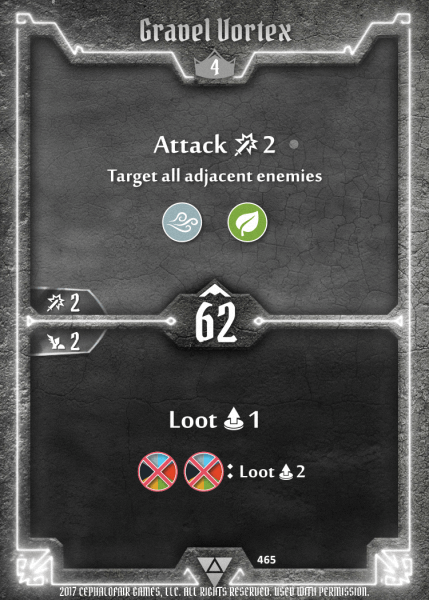 Gravel Vortex
4
Attack 2
Target all adjacent enemies
2
62
2
Loot 1
: Loot 2
465
2017 CEPHALOFAIR GAMES, LLC. ALL RIGHTS RESERVED. USED WITH PERMISSION.